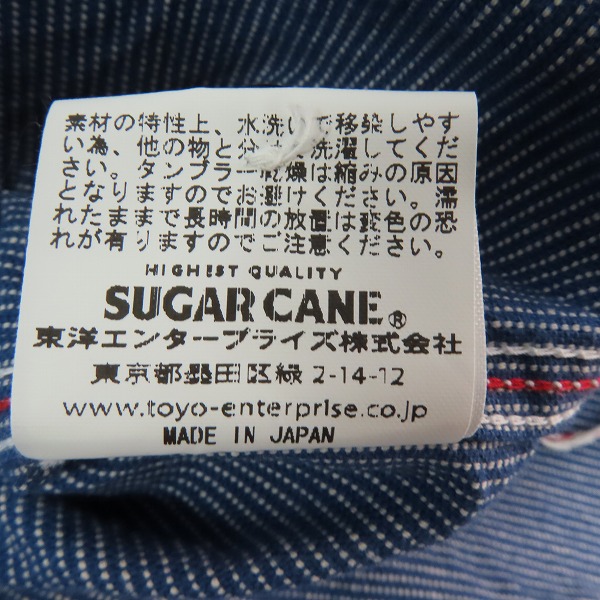 素材の特性上、水洗いで移染しやす
い為、他の物と分けて洗濯してくだ
さい。タンブラー乾燥は縮みの原因
となりますのでお避けください。濡
れたままで長時間の放置は変色の恐
れが有りますのでご注意ください。
HIGHEST QUALITY
SUGAR CANE®
東洋エンタープライズ株式会社
東京都墨田区緑 2-14-12
www.toyo-enterprise.co.jp
MADE IN JAPAN